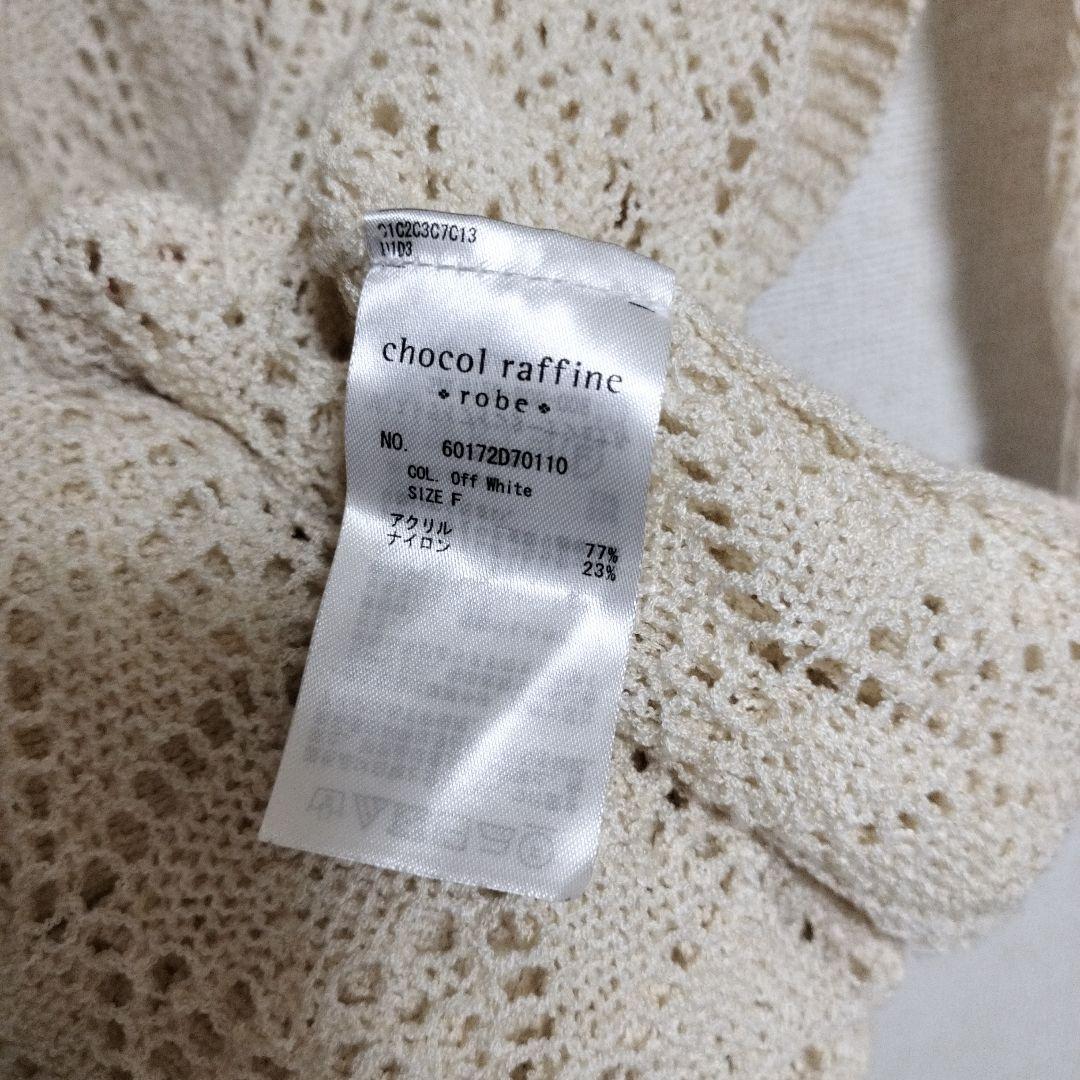 C1C2C3C7C13
chocol raffine
robe
NO. 60172D70110
COL. Off White
SIZE F
アクリル 77%
ナイロン 23%